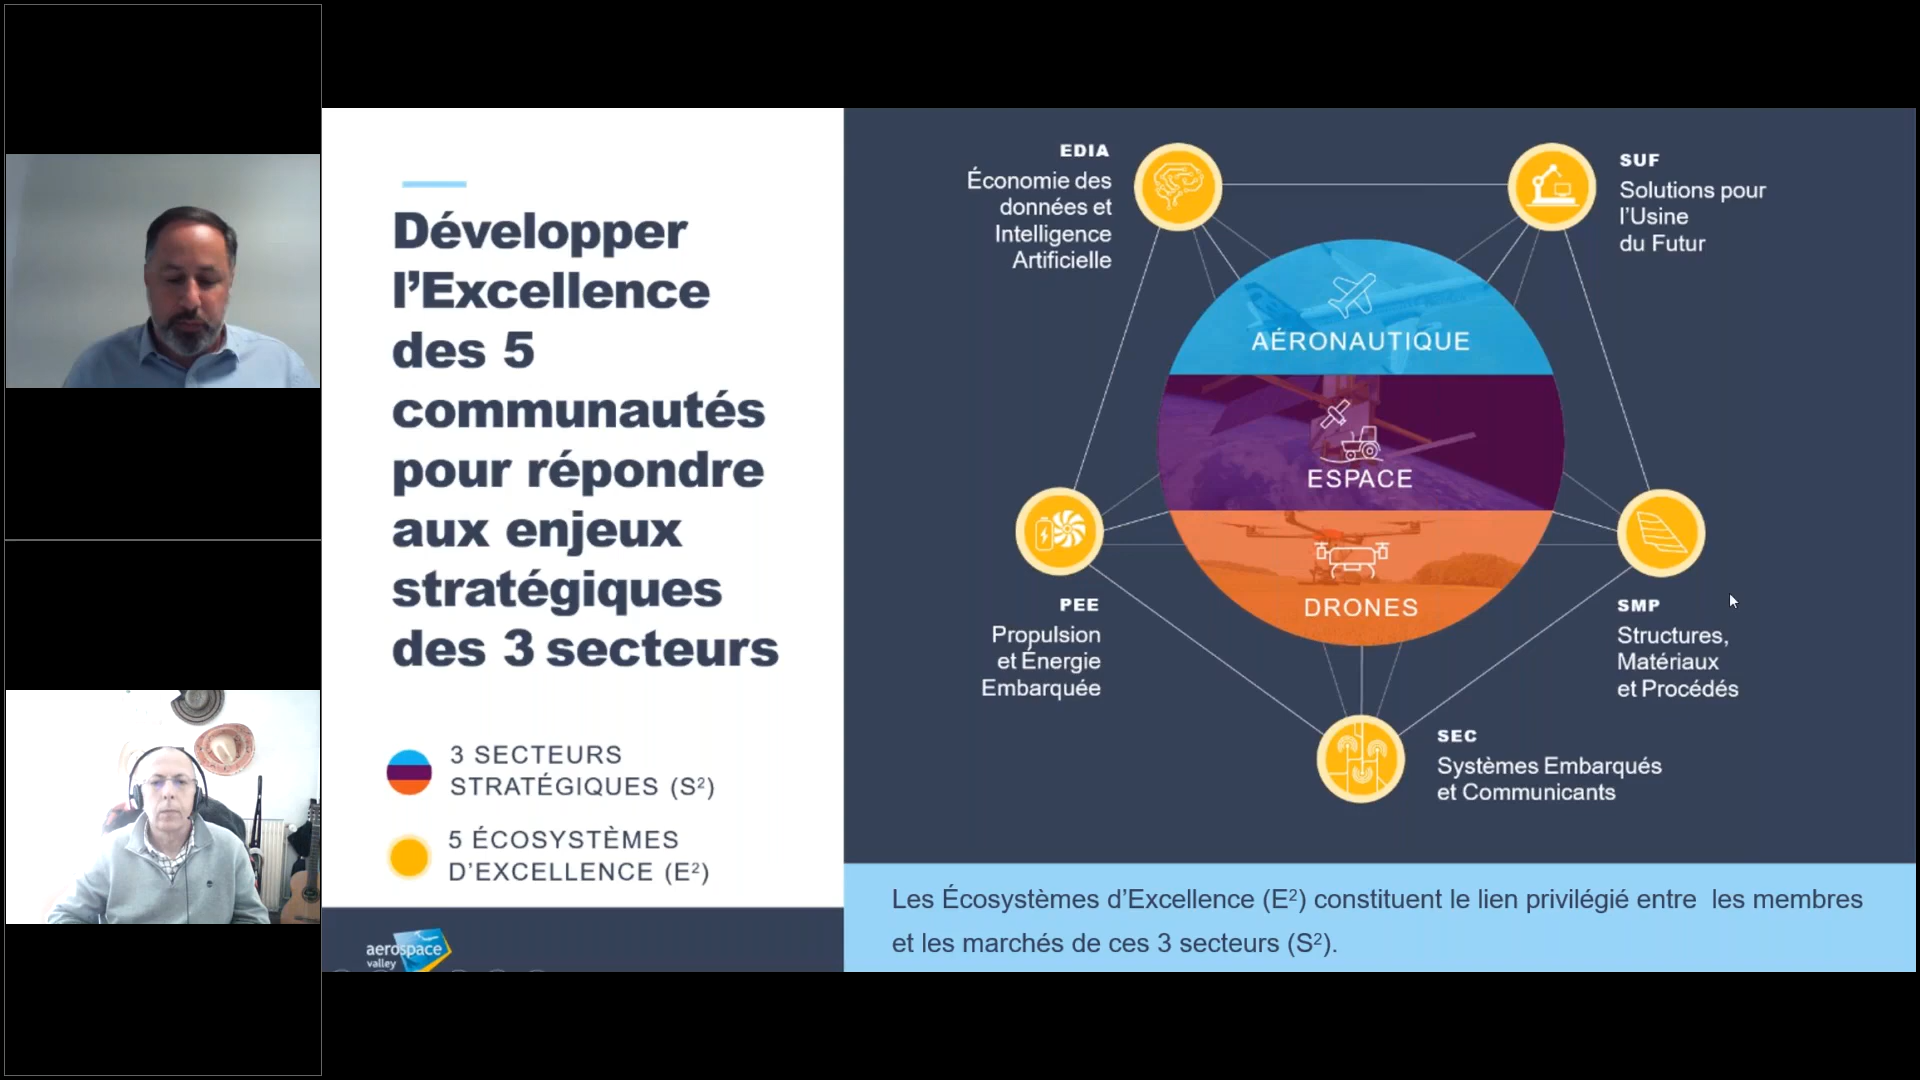 Développer
l’Excellence
des 5
communautés
pour répondre
aux enjeux
stratégiques
des 3 secteurs
3 SECTEURS
STRATÉGIQUES (S²)
5 ÉCOSYSTÈMES
D’EXCELLENCE (E²)
aerospace
valley
EDIA
Économie des
données et
Intelligence
Artificielle
SUF
Solutions pour
l’Usine
du Futur
AÉRONAUTIQUE
ESPACE
DRONES
PEE
Propulsion
et Énergie
Embarquée
SMP
Structures,
Matériaux
et Procédés
SEC
Systèmes Embarqués
et Communicants
Les Écosystèmes d’Excellence (E²) constituent le lien privilégié entre les membres
et les marchés de ces 3 secteurs (S²).